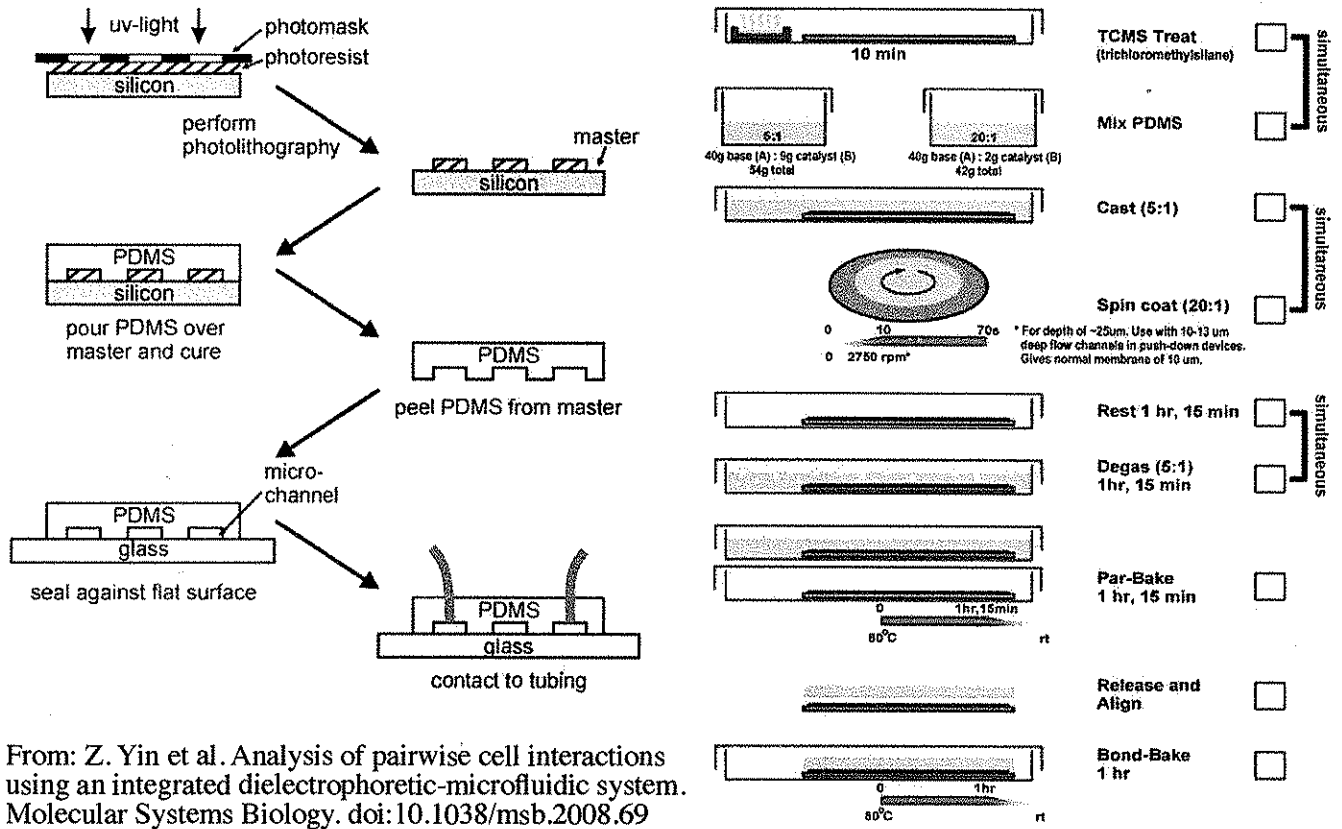 uv-light
photomask
photoresist
silicon
perform
photolithography
master
silicon
PDMS
silicon
pour PDMS over
master and cure
peel PDMS from master
micro-
channel
PDMS
glass
seal against flat surface
PDMS
glass
contact to tubing
From: Z. Yin et al. Analysis of pairwise cell interactions
using an integrated dielectrophoretic-microfluidic system.
Molecular Systems Biology. doi:10.1038/msb.2008.69
10 min
TCMS Treat
(trichloromethylsilane)
simultaneous
5:1
20:1
Mix PDMS
40g base (A) : 9g catalyst (B)
54g total
40g base (A) : 2g catalyst (B)
42g total
Cast (5:1)
simultaneous
Spin coat (20:1)
0 10 70s
0 2750 rpm*
* For depth of ~25um. Use with 10-13 um
deep flow channels in push-down devices.
Gives normal membrane of 10 um.
Rest 1 hr, 15 min
simultaneous
Degas (5:1)
1hr, 15 min
Par-Bake
1 hr, 15 min
0 1hr,15min
80°C rt
Release and
Align
Bond-Bake
1 hr
0 1hr
80°C rt